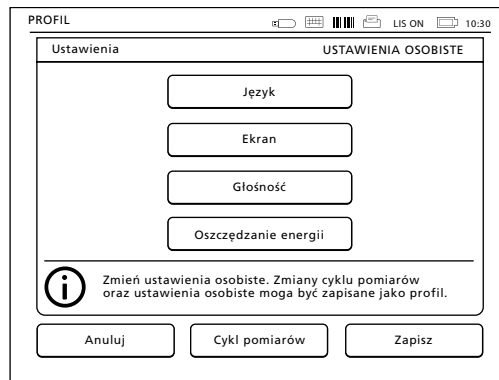 PROFIL LIS ON 10:30
Ustawienia USTAWIENIA OSOBISTE
Język
Ekran
Głośność
Oszczędzanie energii
Zmień ustawienia osobiste. Zmiany cyklu pomiarów
oraz ustawienia osobiste moga być zapisane jako profil.
Anuluj Cykl pomiarów Zapisz